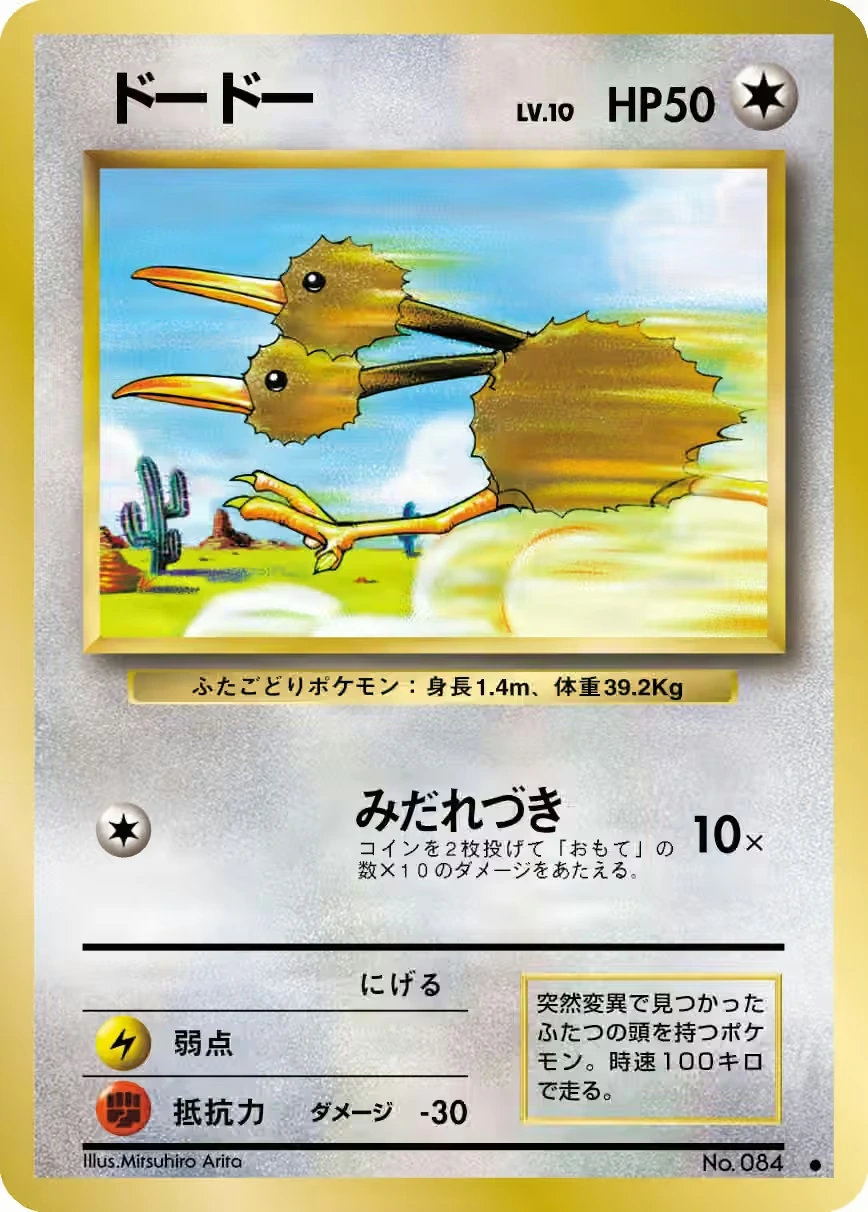 ドードー LV.10 HP50
ふたごどりポケモン：身長1.4m、体重39.2Kg
みだれづき 10×
コインを2枚投げて「おもて」の
数×10のダメージをあたえる。
にげる
弱点
抵抗力 ダメージ -30
突然変異で見つかった
ふたつの頭を持つポケ
モン。時速100キロ
で走る。
Illus.Mitsuhiro Arita No.084 ●